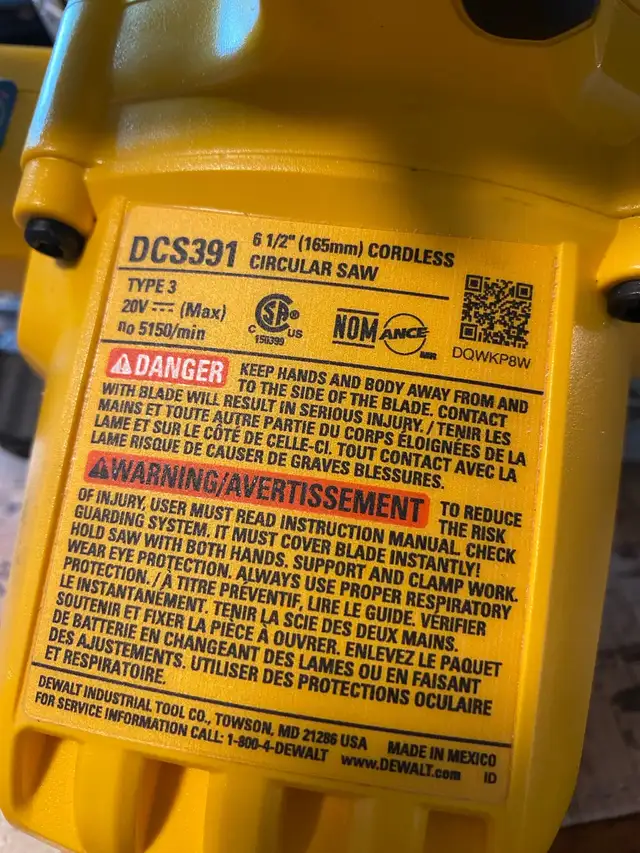 DCS391 6 1/2" (165mm) CORDLESS
CIRCULAR SAW
TYPE 3
20V ⎓ (Max)
no 5150/min
C SA® US
150399
NOM ANCE MR
DQWKP8W
⚠DANGER KEEP HANDS AND BODY AWAY FROM AND
TO THE SIDE OF THE BLADE. CONTACT
WITH BLADE WILL RESULT IN SERIOUS INJURY. / TENIR LES
MAINS ET TOUTE AUTRE PARTIE DU CORPS ÉLOIGNÉES DE LA
LAME ET SUR LE CÔTÉ DE CELLE-CI. TOUT CONTACT AVEC LA
LAME RISQUE DE CAUSER DE GRAVES BLESSURES.
⚠WARNING/AVERTISSEMENT TO REDUCE
THE RISK
OF INJURY, USER MUST READ INSTRUCTION MANUAL. CHECK
GUARDING SYSTEM. IT MUST COVER BLADE INSTANTLY!
HOLD SAW WITH BOTH HANDS. SUPPORT AND CLAMP WORK.
WEAR EYE PROTECTION. ALWAYS USE PROPER RESPIRATORY
PROTECTION. / À TITRE PRÉVENTIF, LIRE LE GUIDE. VÉRIFIER
LE INSTANTANÉMENT. TENIR LA SCIE DES DEUX MAINS.
SOUTENIR ET FIXER LA PIÈCE À OUVRER. ENLEVEZ LE PAQUET
DE BATTERIE EN CHANGEANT DES LAMES OU EN FAISANT
DES AJUSTEMENTS. UTILISER DES PROTECTIONS OCULAIRE
ET RESPIRATOIRE.
DEWALT INDUSTRIAL TOOL CO., TOWSON, MD 21286 USA MADE IN MEXICO
FOR SERVICE INFORMATION CALL: 1-800-4-DEWALT www.DEWALT.com ID